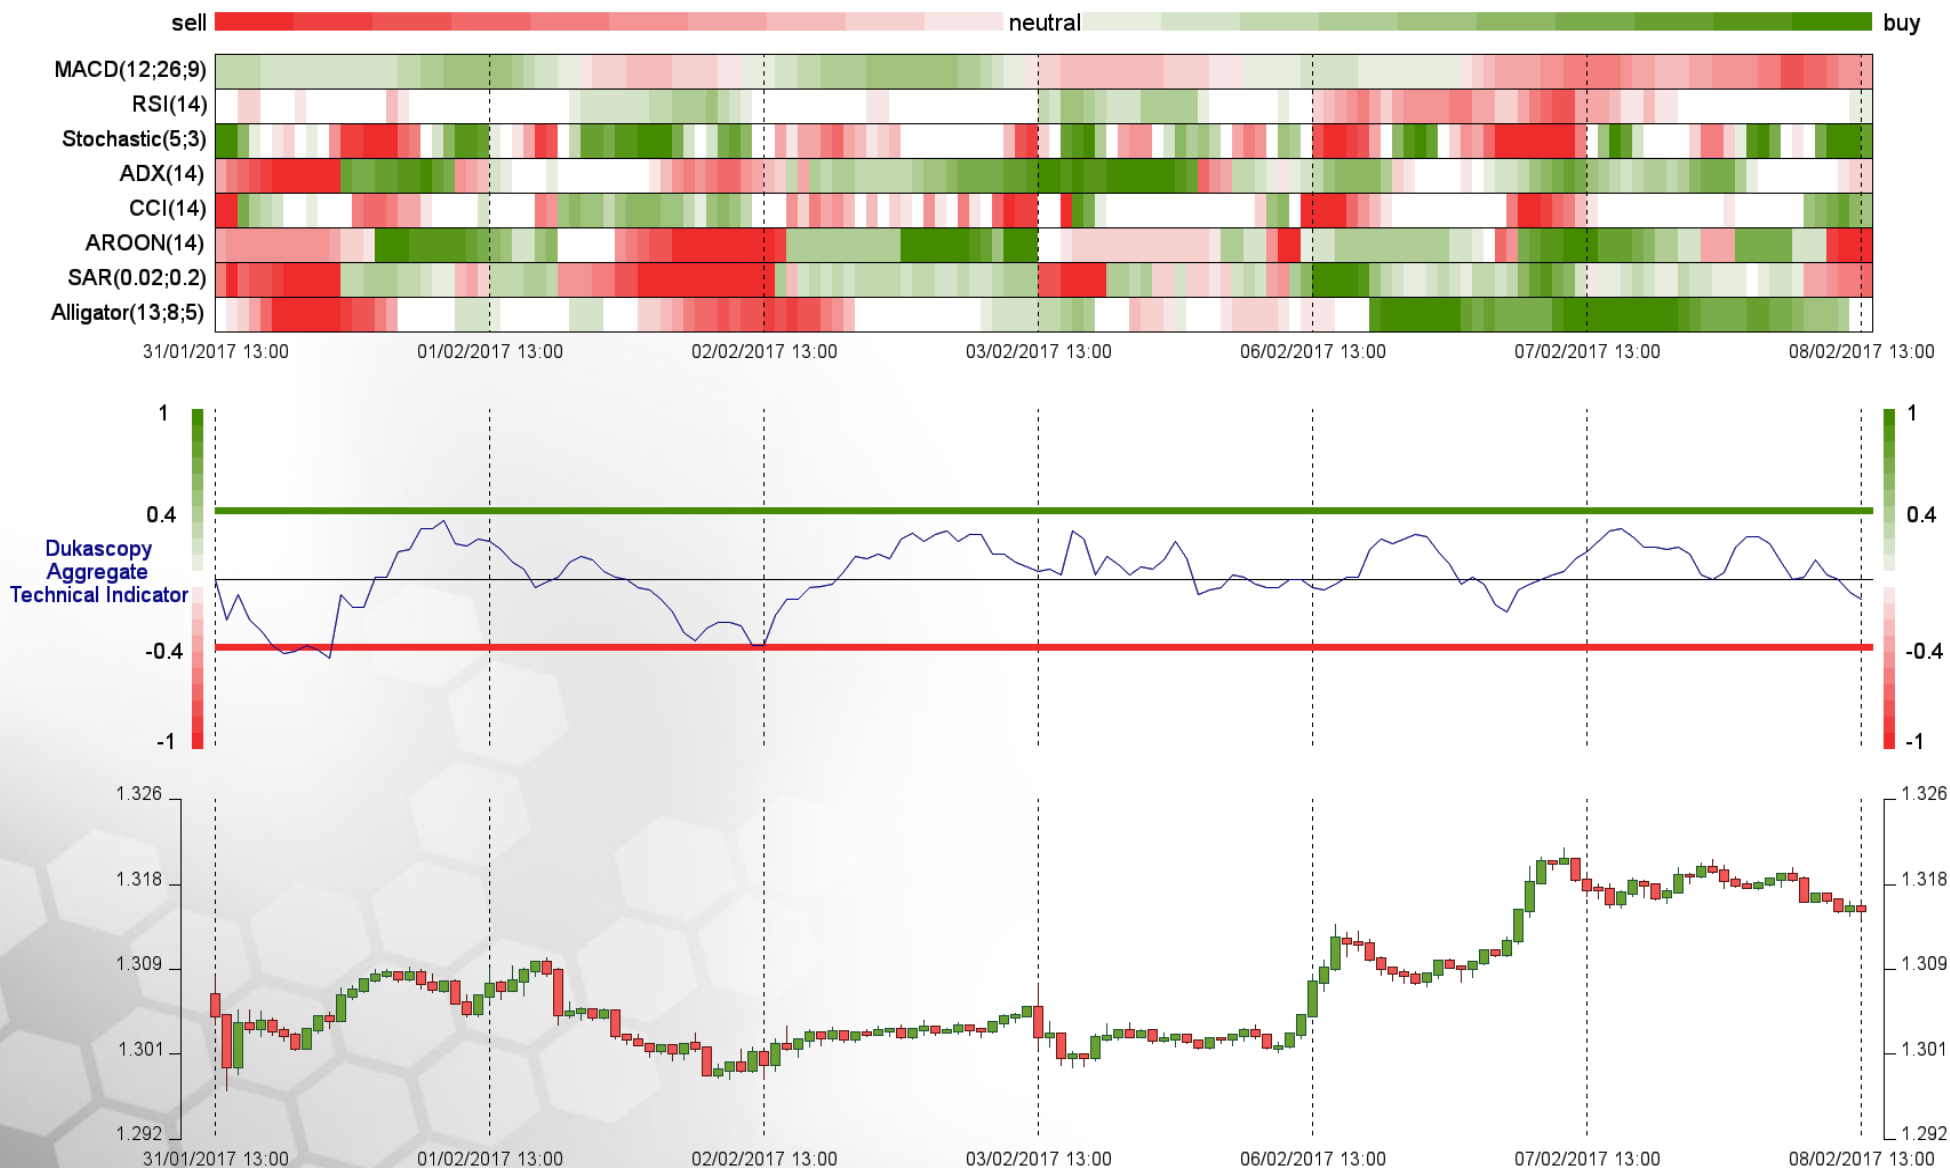 sell neutral buy
MACD(12;26;9)
RSI(14)
Stochastic(5;3)
ADX(14)
CCI(14)
AROON(14)
SAR(0.02;0.2)
Alligator(13;8;5)
31/01/2017 13:00 01/02/2017 13:00 02/02/2017 13:00 03/02/2017 13:00 06/02/2017 13:00 07/02/2017 13:00 08/02/2017 13:00
1 1
0.4 0.4
Dukascopy
Aggregate
Technical Indicator
-0.4 -0.4
-1 -1
1.326 1.326
1.318 1.318
1.309 1.309
1.301 1.301
1.292 1.292
31/01/2017 13:00 01/02/2017 13:00 02/02/2017 13:00 03/02/2017 13:00 06/02/2017 13:00 07/02/2017 13:00 08/02/2017 13:00